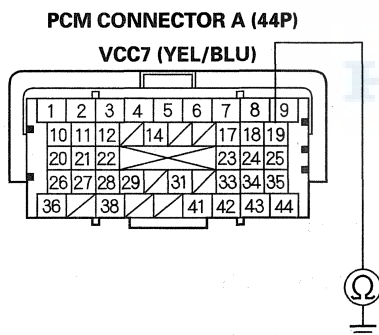 PCM CONNECTOR A (44P)
VCC7 (YEL/BLU)
1 2 3 4 5 6 7 8 9
10 11 12 14 17 18 19
20 21 22 23 24 25
26 27 28 29 31 33 34 35
36 38 41 42 43 44
Ω